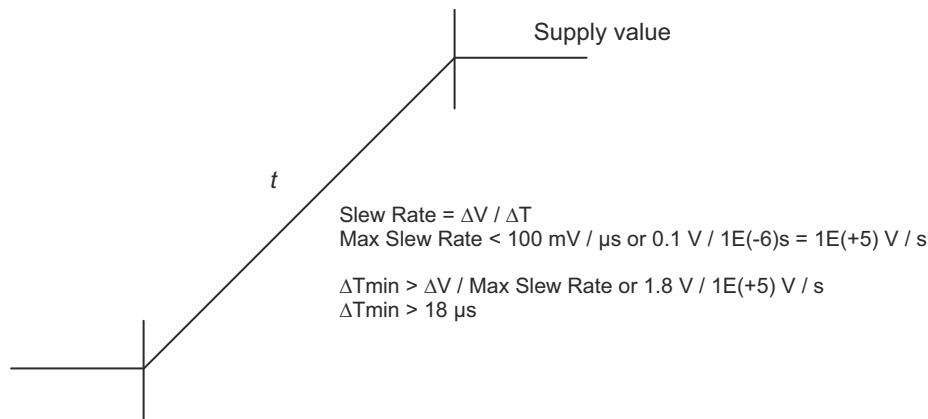 Supply value
t
Slew Rate = ΔV / ΔT
Max Slew Rate < 100 mV / µs or 0.1 V / 1E(-6)s = 1E(+5) V / s
ΔTmin > ΔV / Max Slew Rate or 1.8 V / 1E(+5) V / s
ΔTmin > 18 µs